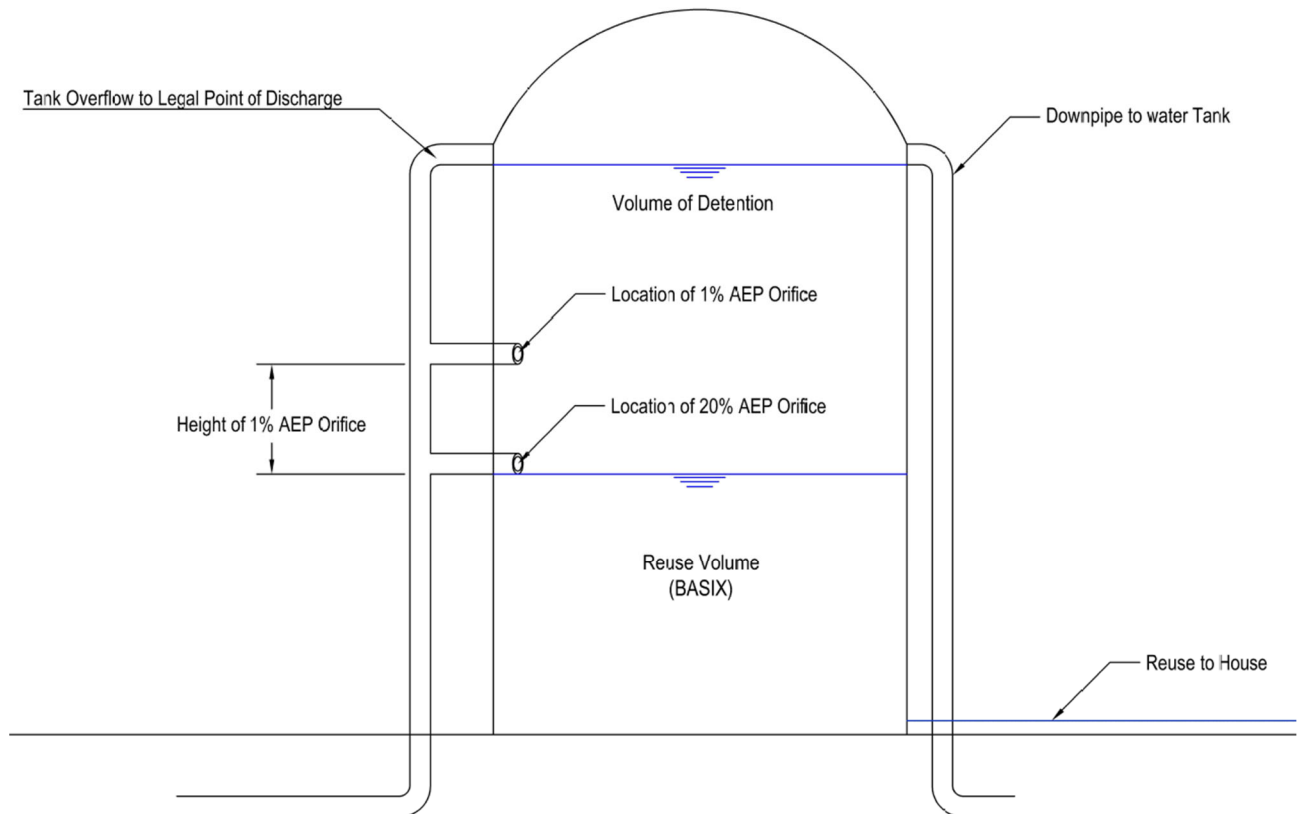 Tank Overflow to Legal Point of Discharge
Downpipe to water Tank
Volume of Detention
Location of 1% AEP Orifice
Location of 20% AEP Orifice
Height of 1% AEP Orifice
Reuse Volume
(BASIX)
Reuse to House